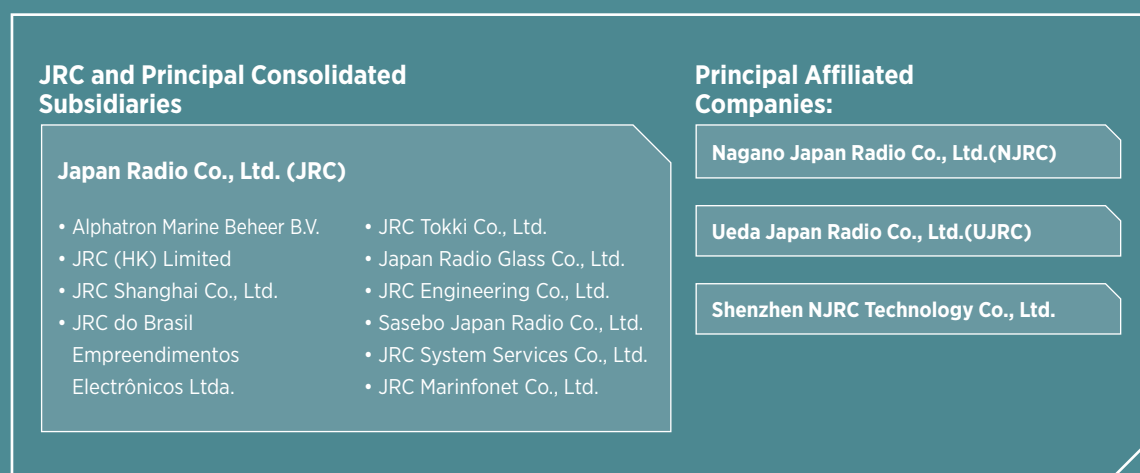 JRC and Principal Consolidated
Subsidiaries
Japan Radio Co., Ltd. (JRC)
• Alphatron Marine Beheer B.V.
• JRC (HK) Limited
• JRC Shanghai Co., Ltd.
• JRC do Brasil
Empreendimentos
Electrônicos Ltda.
• JRC Tokki Co., Ltd.
• Japan Radio Glass Co., Ltd.
• JRC Engineering Co., Ltd.
• Sasebo Japan Radio Co., Ltd.
• JRC System Services Co., Ltd.
• JRC Marinfonet Co., Ltd.
Principal Affiliated
Companies:
Nagano Japan Radio Co., Ltd.(NJRC)
Ueda Japan Radio Co., Ltd.(UJRC)
Shenzhen NJRC Technology Co., Ltd.